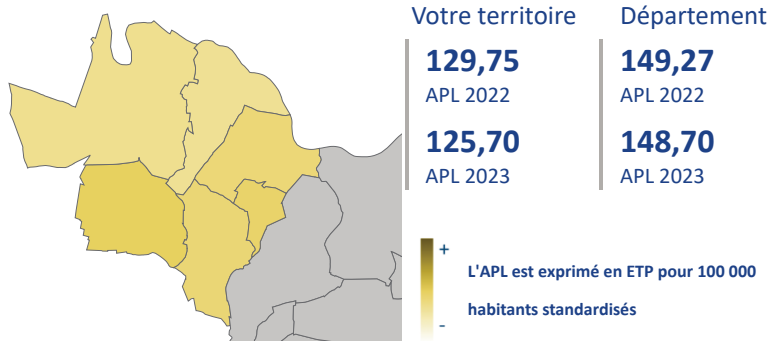 Votre territoire
129,75
APL 2022
125,70
APL 2023
Département
149,27
APL 2022
148,70
APL 2023
+
-
L'APL est exprimé en ETP pour 100 000
habitants standardisés